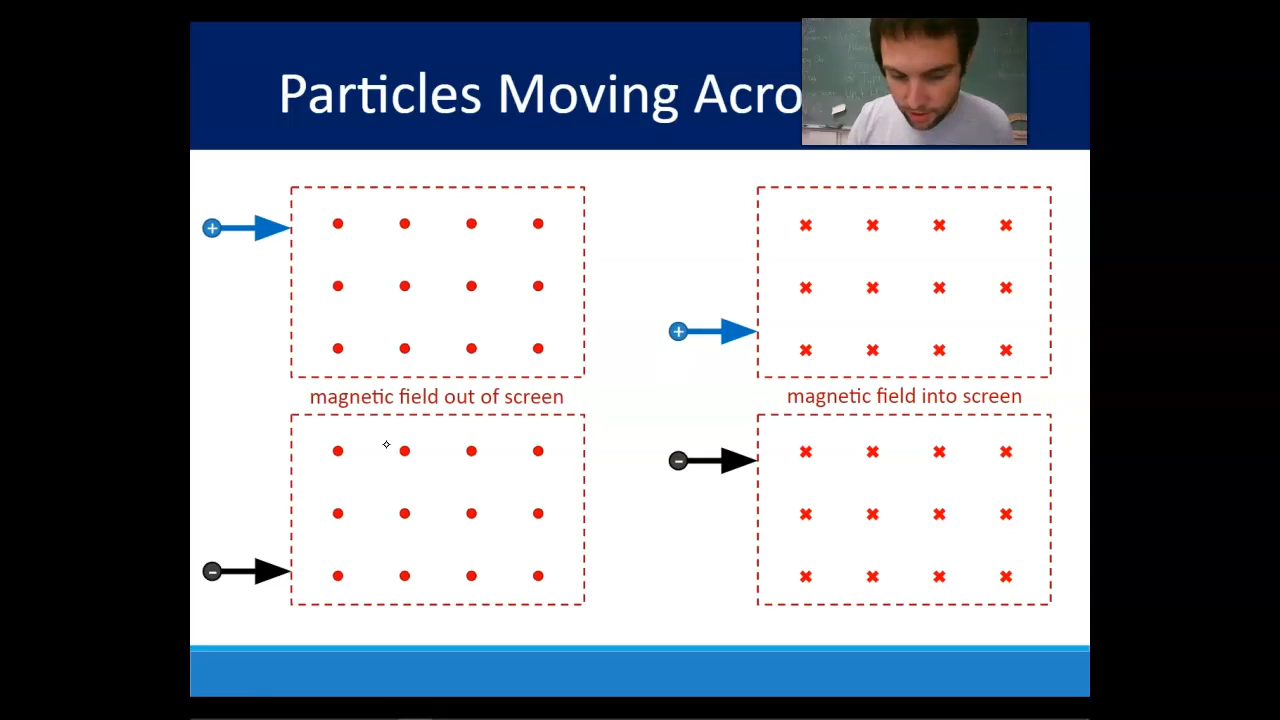 Particles Moving Acro
+
+
magnetic field out of screen
magnetic field into screen
-
-